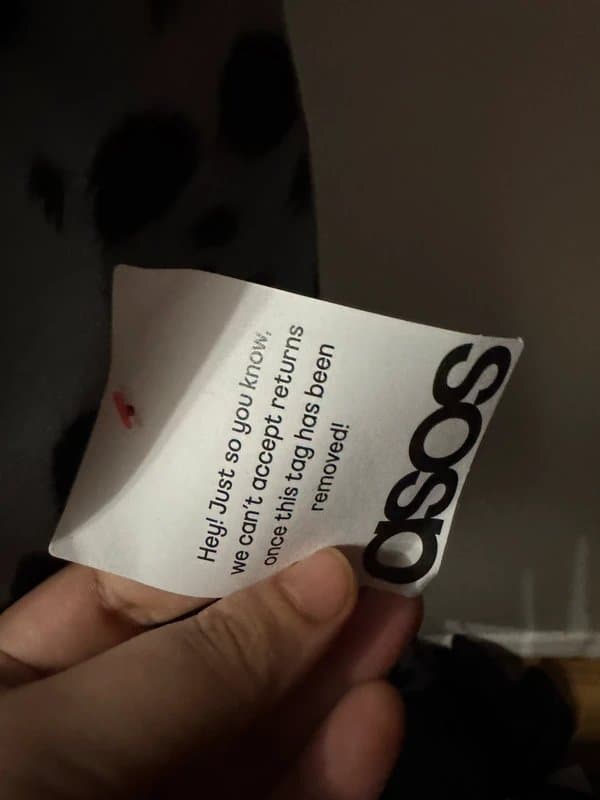 Hey! Just so you know,
we can't accept returns
once this tag has been
removed!
asos